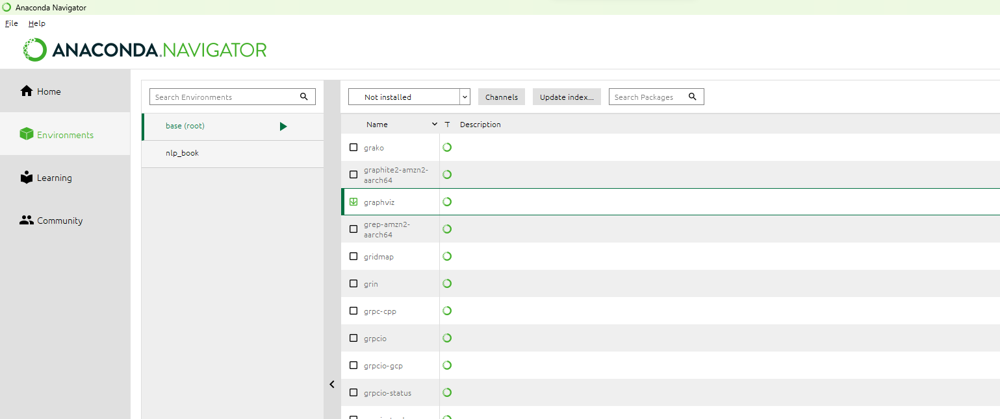 Anaconda Navigator
File Help
ANACONDA.NAVIGATOR
Home
Environments
Learning
Community
Search Environments
base (root)
nlp_book
Not installed
Channels
Update index...
Search Packages
Name T Description
grako
graphite2-amzn2-
aarch64
graphviz
grep-amzn2-
aarch64
gridmap
grin
grpc-cpp
grpcio
grpcio-gcp
grpcio-status